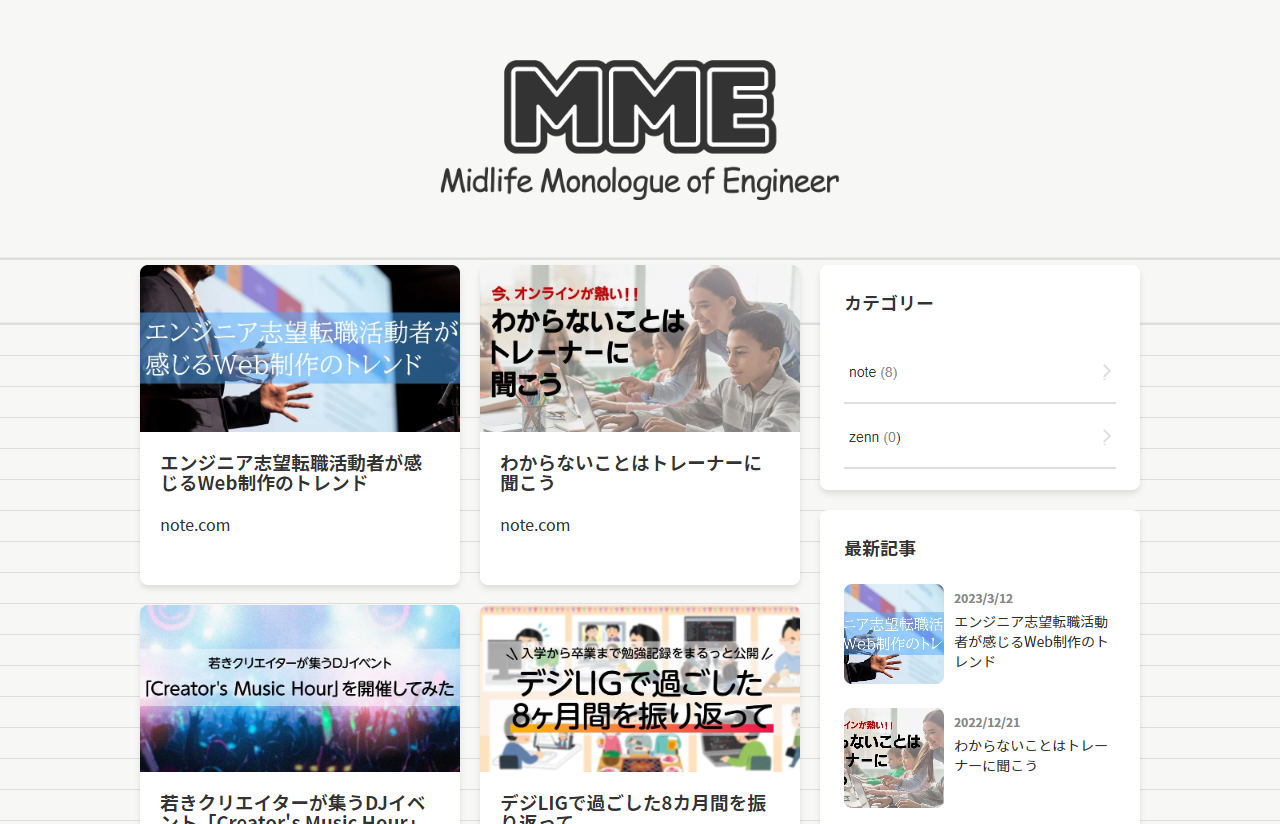 MME
Midlife Monologue of Engineer
エンジニア志望転職活動者が
感じるWeb制作のトレンド
エンジニア志望転職活動者が感
じるWeb制作のトレンド
note.com
今、オンラインが熱い!!
わからないことは
トレーナーに
聞こう
わからないことはトレーナーに
聞こう
note.com
若きクリエイターが集うDJイベント
「Creator's Music Hour」を開催してみた
若きクリエイターが集うDJイベ
ント「Creator's Music Hour」
\\ 入学から卒業まで勉強記録をまるっと公開 //
デジLIGで過ごした
8ヶ月間を振り返って
デジLIGで過ごした8カ月間を振
り返って
カテゴリー
note (8)
zenn (0)
最新記事
ニア志望転職活
Web制作のトレ
2023/3/12
エンジニア志望転職活動
者が感じるWeb制作のト
レンド
インが熱い!!
らないことは
ナーに
2022/12/21
わからないことはトレー
ナーに聞こう